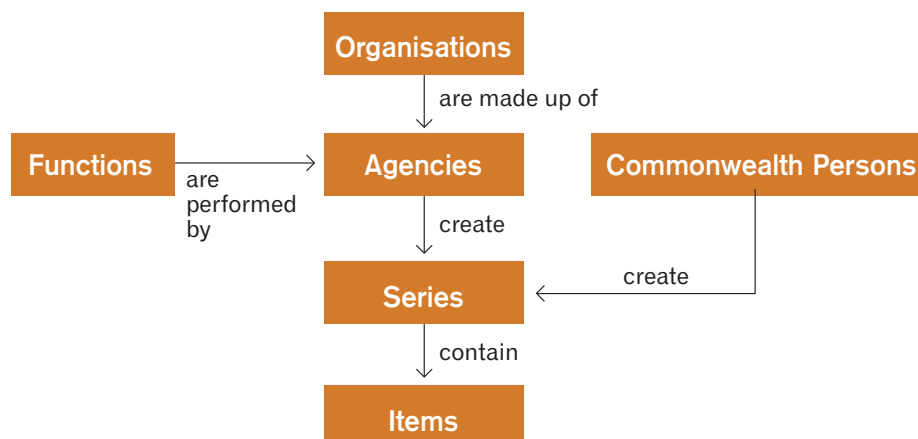 Organisations
are made up of
Functions
are
performed
by
Agencies
Commonwealth Persons
create
Series
create
contain
Items